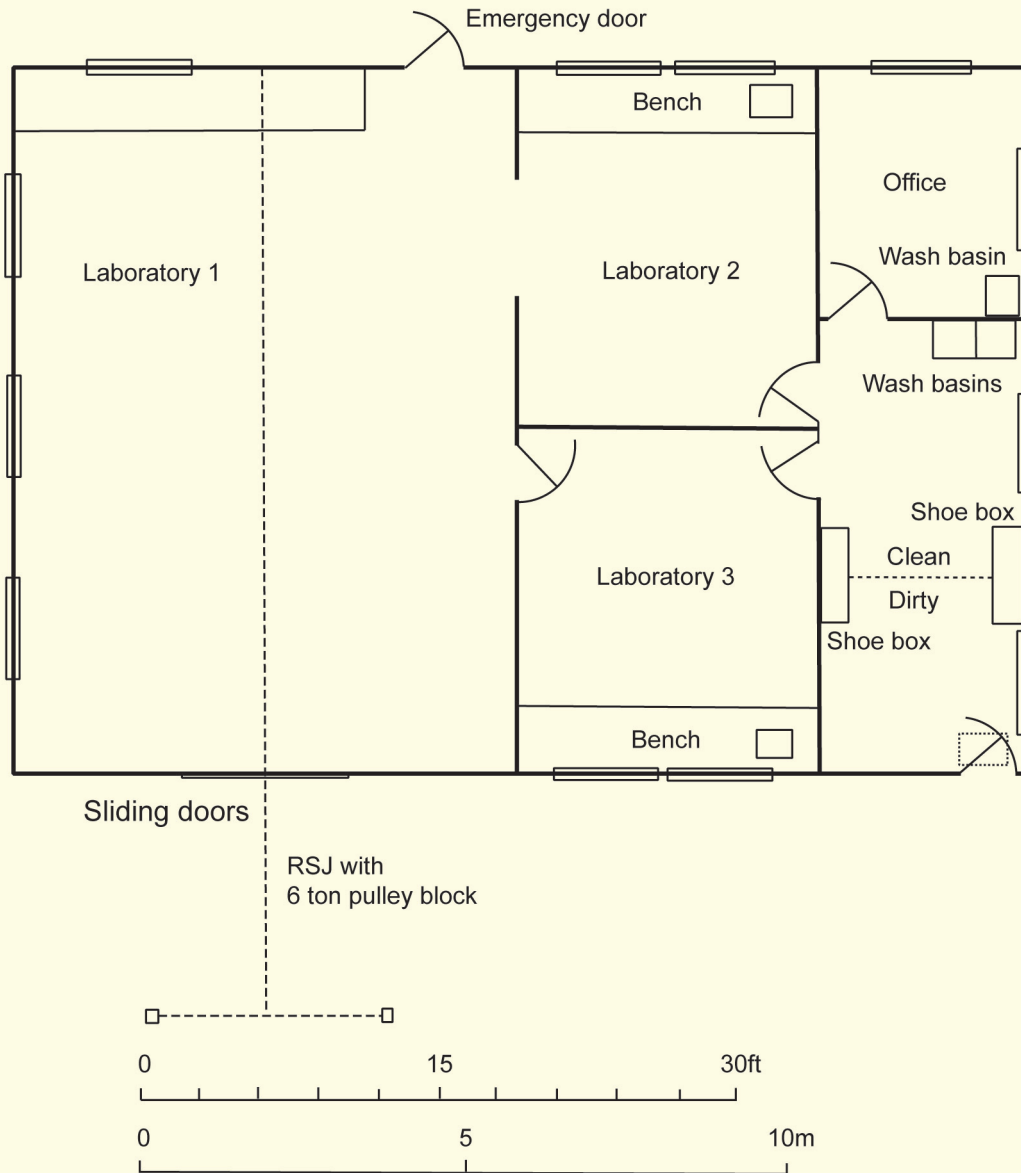 Emergency door
Bench
Office
Wash basin
Laboratory 1
Laboratory 2
Wash basins
Shoe box
Clean
Dirty
Laboratory 3
Shoe box
Bench
Sliding doors
RSJ with
6 ton pulley block
0 15 30ft
0 5 10m